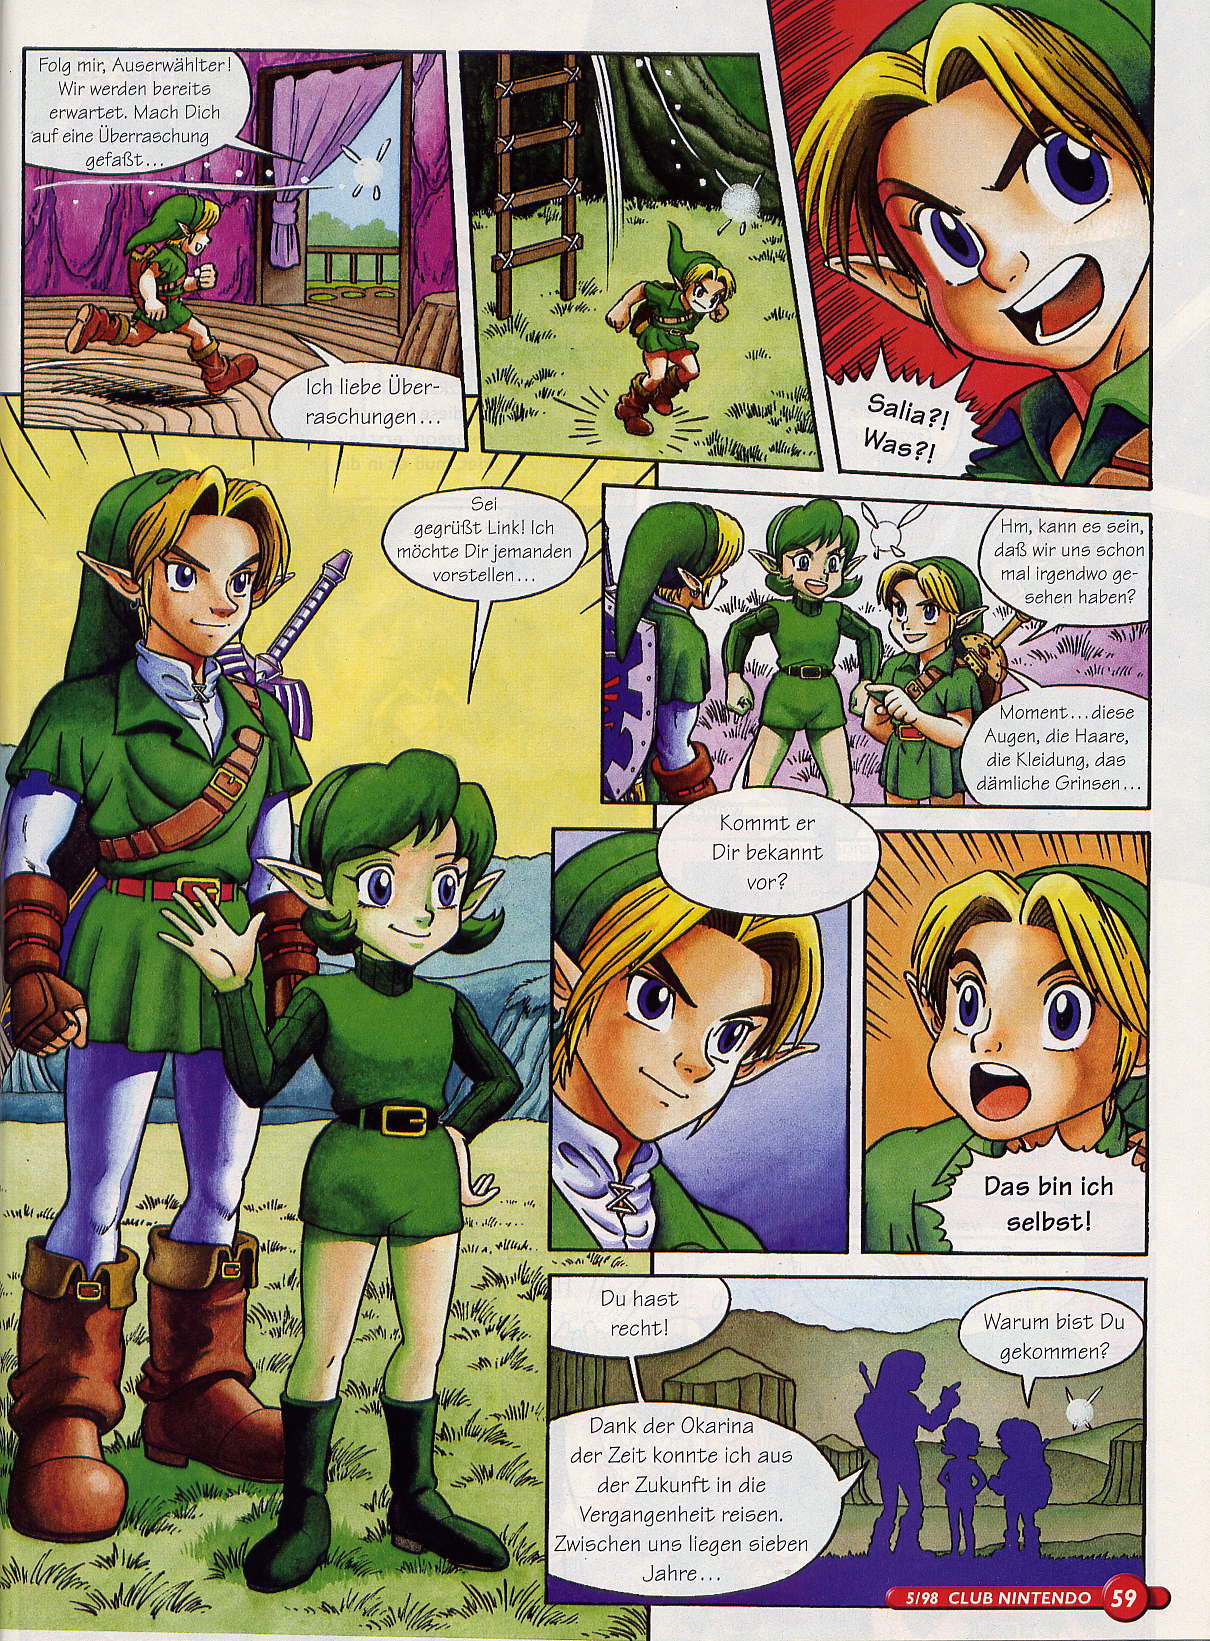 Folg mir, Auserwählter!
Wir werden bereits
erwartet. Mach Dich
auf eine Überraschung
gefaßt...
Ich liebe Über-
raschungen...
Salia?!
Was?!
Sei
gegrüßt Link! Ich
möchte Dir jemanden
vorstellen...
Hm, kann es sein,
daß wir uns schon
mal irgendwo ge-
sehen haben?
Moment...diese
Augen, die Haare,
die Kleidung, das
dämliche Grinsen...
Kommt er
Dir bekannt
vor?
Das bin ich
selbst!
Du hast
recht!
Dank der Okarina
der Zeit konnte ich aus
der Zukunft in die
Vergangenheit reisen.
Zwischen uns liegen sieben
Jahre...
Warum bist Du
gekommen?
5/98 CLUB NINTENDO 59